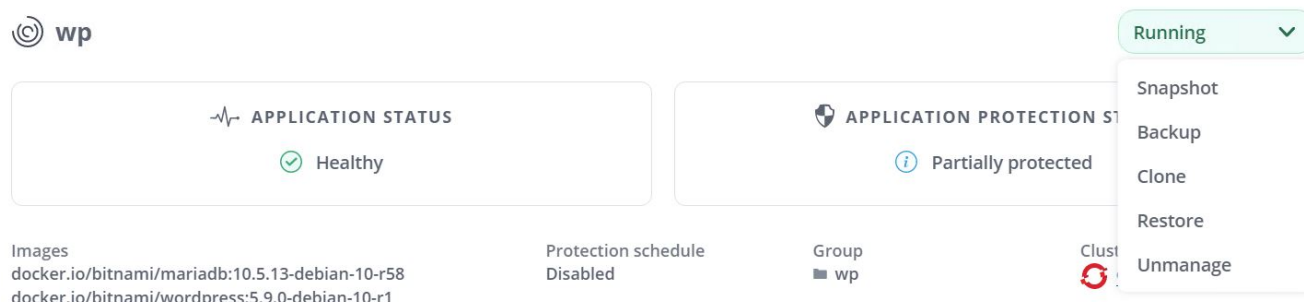 wp
Running
Snapshot
Backup
Clone
Restore
Unmanage
APPLICATION STATUS
Healthy
APPLICATION PROTECTION
Partially protected
Images
docker.io/bitnami/mariadb:10.5.13-debian-10-r58
docker.io/bitnami/wordpress:5.9.0-debian-10-r1
Protection schedule
Disabled
Group
wp